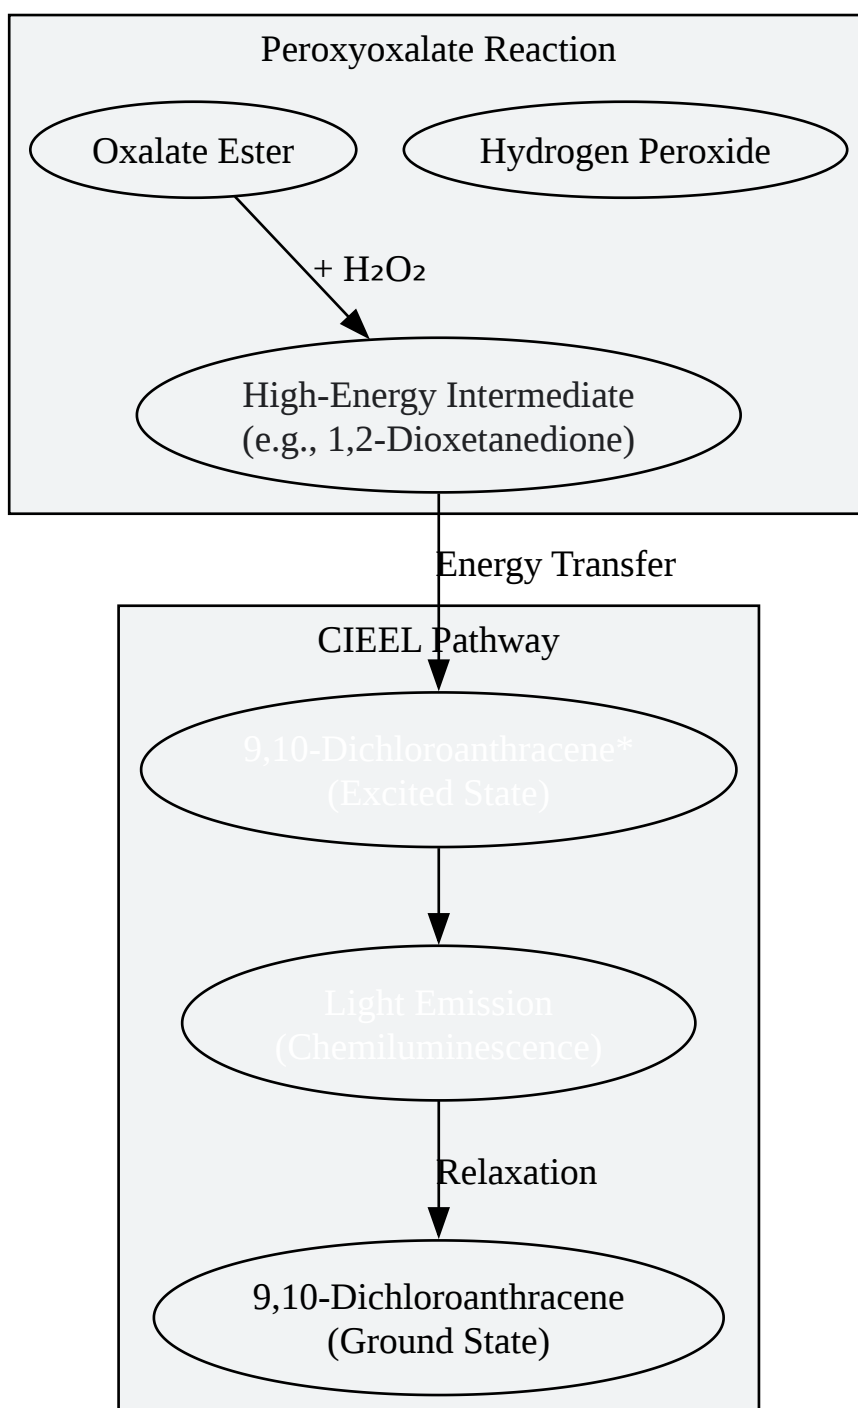 Peroxyoxalate Reaction
Oxalate Ester
Hydrogen Peroxide
+ H₂O₂
High-Energy Intermediate
(e.g., 1,2-Dioxetanedione)
Energy Transfer
CIEEL Pathway
9,10-Dichloroanthracene*
(Excited State)
Light Emission
(Chemiluminescence)
Relaxation
9,10-Dichloroanthracene
(Ground State)